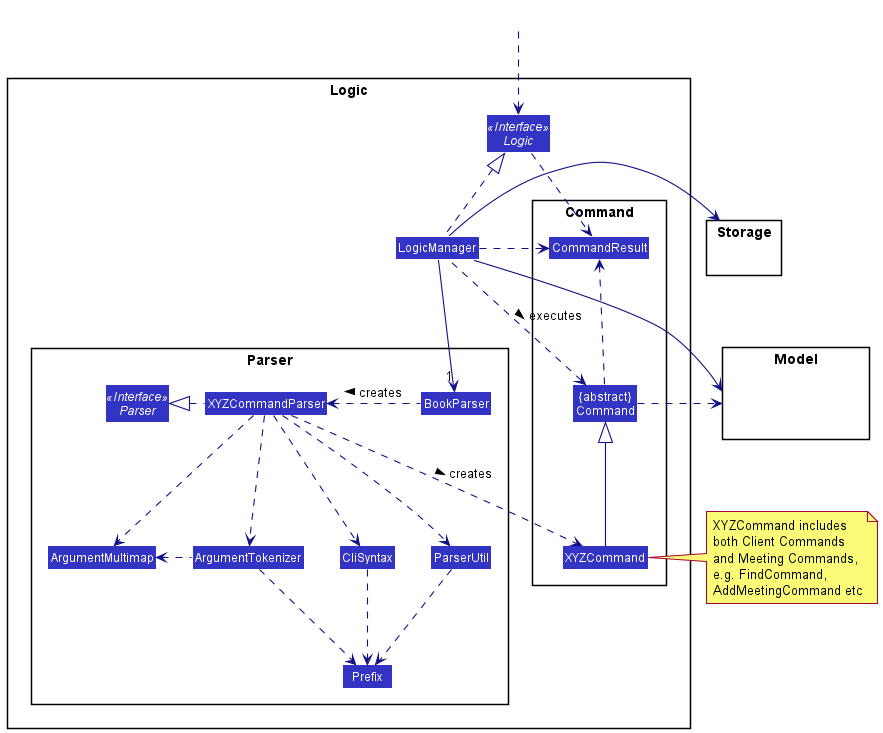 Logic
«Interface»
Logic
Command
Storage
LogicManager
CommandResult
executes
Parser
Model
1
«Interface»
Parser
XYZCommandParser
creates
BookParser
{abstract}
Command
creates
XYZCommand includes
both Client Commands
and Meeting Commands,
e.g. FindCommand,
AddMeetingCommand etc
ArgumentMultimap
ArgumentTokenizer
CliSyntax
ParserUtil
XYZCommand
Prefix